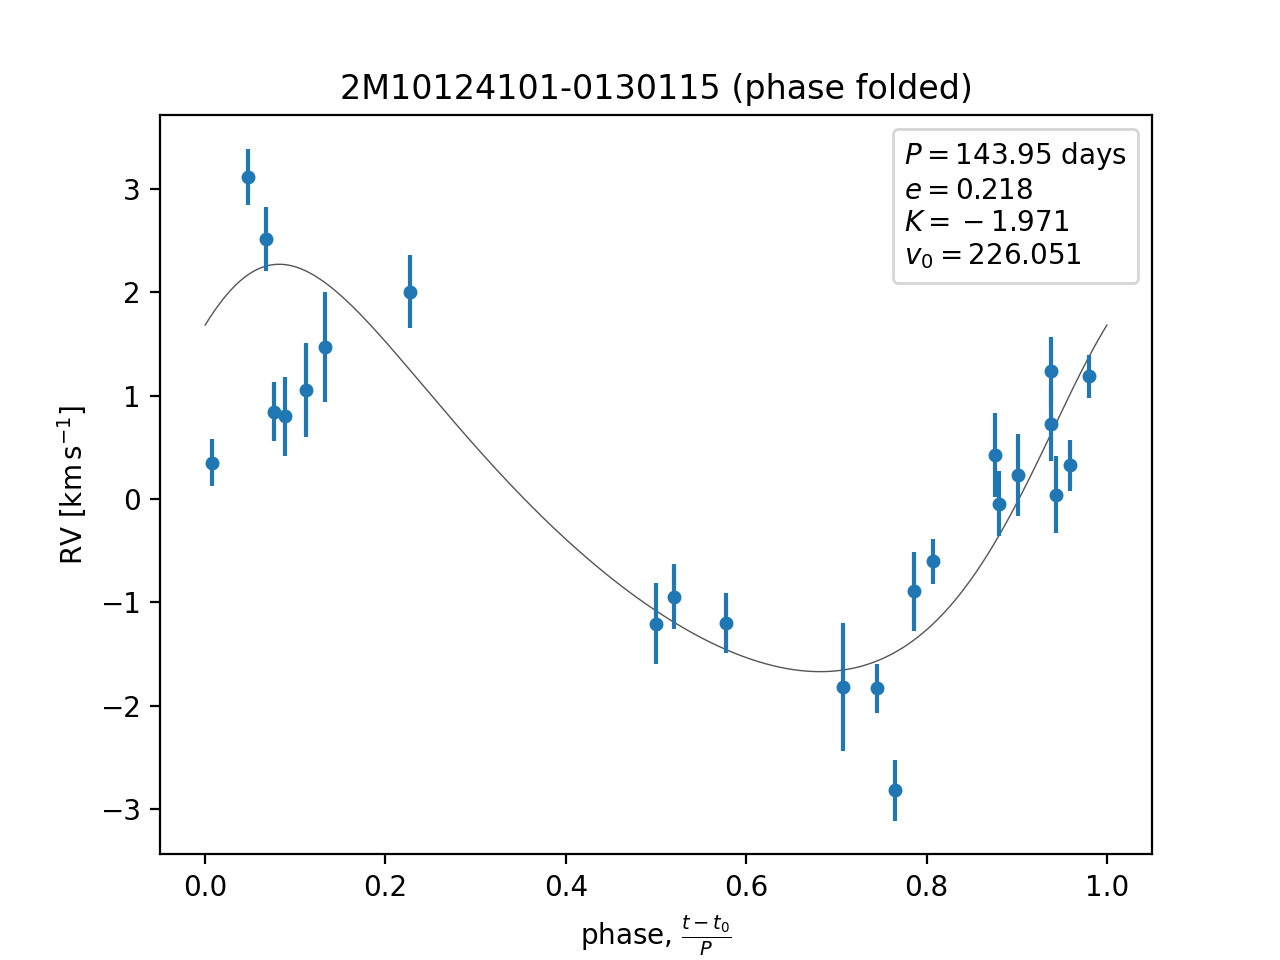 2M10124101-0130115 (phase folded)
P = 143.95 days
e = 0.218
K = −1.971
v₀ = 226.051
RV [km s⁻¹]
3
2
1
0
−1
−2
−3
0.0 0.2 0.4 0.6 0.8 1.0
phase, (t − t₀)/P